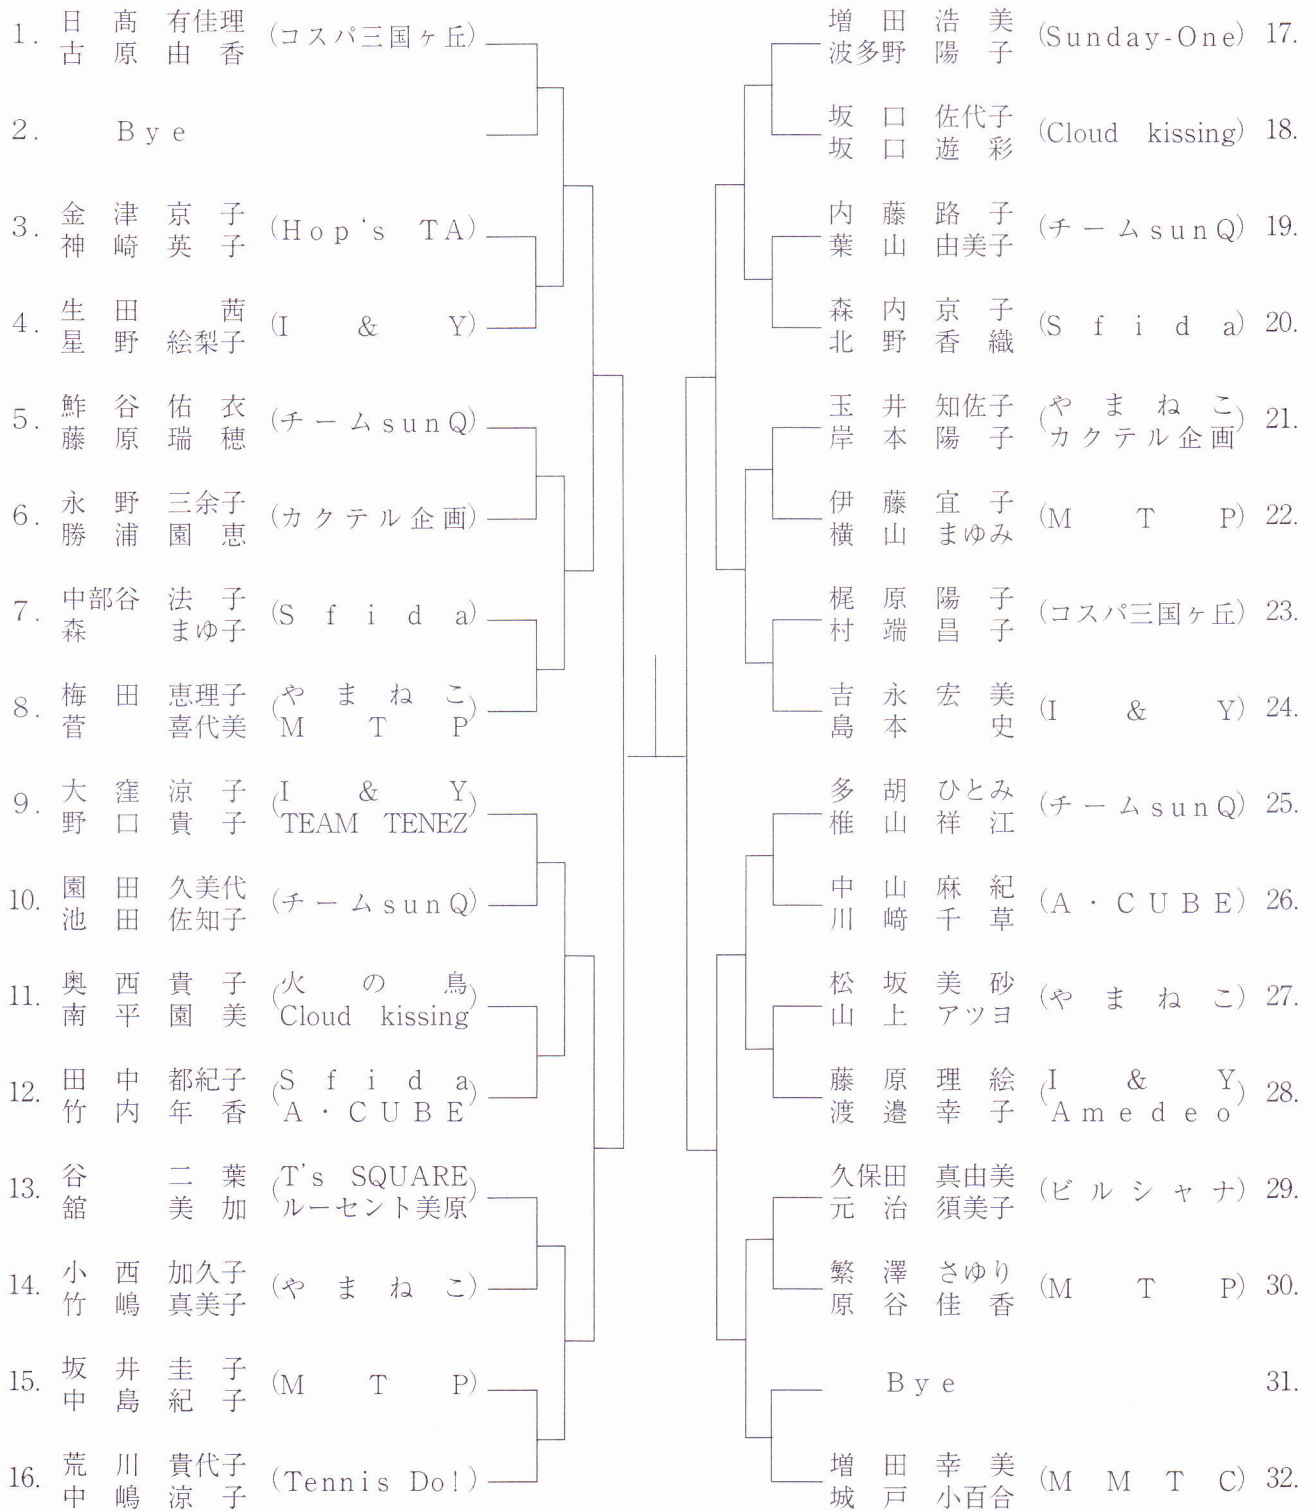 1. 日髙 有佳理 (コスパ三国ヶ丘)
古原 由香
2. Bye
3. 金津 京子 (Hop's TA)
神崎 英子
4. 生田 茜 (I & Y)
星野 絵梨子
5. 鮓谷 佑衣 (チームsunQ)
藤原 瑞穂
6. 永野 三余子 (カクテル企画)
勝浦 園恵
7. 中部谷 法子 (Sfida)
森 まゆ子
8. 梅田 恵理子 (やまねこ
菅 喜代美 MTP)
9. 大窪 涼子 (I & Y
野口 貴子 TEAM TENEZ)
10. 園田 久美代 (チームsunQ)
池田 佐知子
11. 奥西 貴子 (火の鳥
南平 園美 Cloud kissing)
12. 田中 都紀子 (Sfida
竹内 年香 A・CUBE)
13. 谷 二葉 (T's SQUARE
舘 美加 ルーセント美原)
14. 小西 加久子 (やまねこ)
竹嶋 真美子
15. 坂井 圭子 (MTP)
中島 紀子
16. 荒川 貴代子 (Tennis Do!)
中嶋 涼子
増田 浩美 (Sunday-One) 17.
波多野 陽子
坂口 佐代子 (Cloud kissing) 18.
坂口 遊彩
内藤 路子 (チームsunQ) 19.
葉山 由美子
森内 京子 (Sfida) 20.
北野 香織
玉井 知佐子 (やまねこ 21.
岸本 陽子 カクテル企画)
伊藤 宜子 (MTP) 22.
横山 まゆみ
梶原 陽子 (コスパ三国ヶ丘) 23.
村端 昌子
吉永 宏美 (I & Y) 24.
島本 史
多胡 ひとみ (チームsunQ) 25.
椎山 祥江
中山 麻紀 (A・CUBE) 26.
川﨑 千草
松坂 美砂 (やまねこ) 27.
山上 アツヨ
藤原 理絵 (I & Y 28.
渡邉 幸子 Amedeo)
久保田 真由美 (ビルシャナ) 29.
元治 須美子
繁澤 さゆり (MTP) 30.
原谷 佳香
Bye 31.
増田 幸美 (MMTC) 32.
城戸 小百合